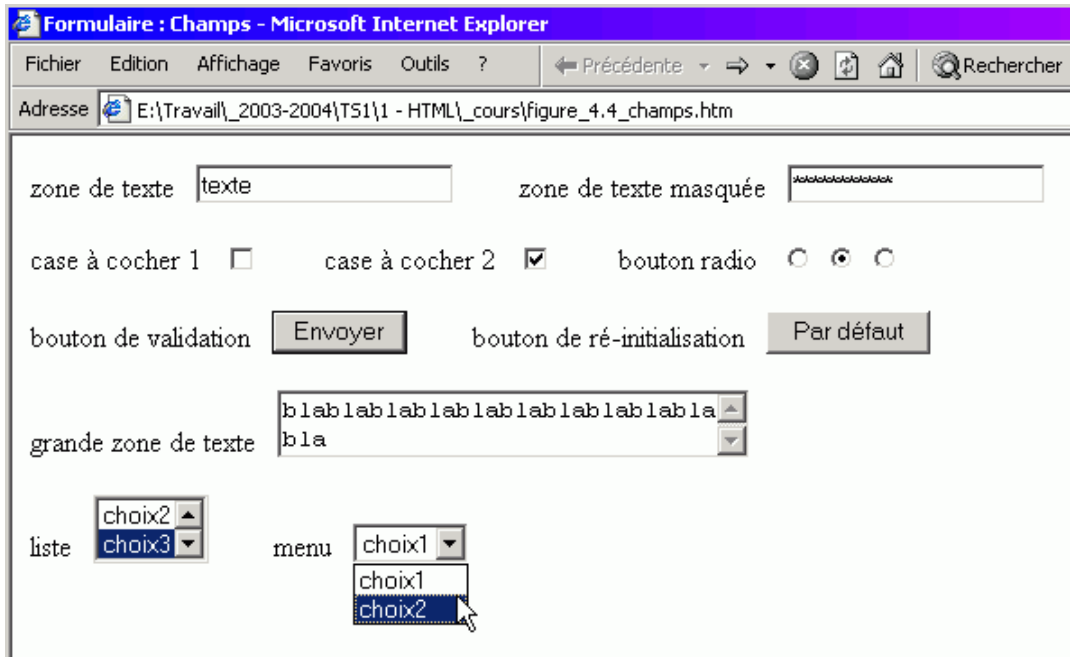 Formulaire : Champs - Microsoft Internet Explorer
Fichier Edition Affichage Favoris Outils ? Précédente Rechercher
Adresse E:\Travail\_2003-2004\TS1\1 - HTML\_cours\figure_4.4_champs.htm
zone de texte texte zone de texte masquée ************
case à cocher 1 case à cocher 2 bouton radio
bouton de validation Envoyer bouton de ré-initialisation Par défaut
blablablablablablablablablabla
grande zone de texte bla
choix2
liste choix3 menu choix1
choix1
choix2